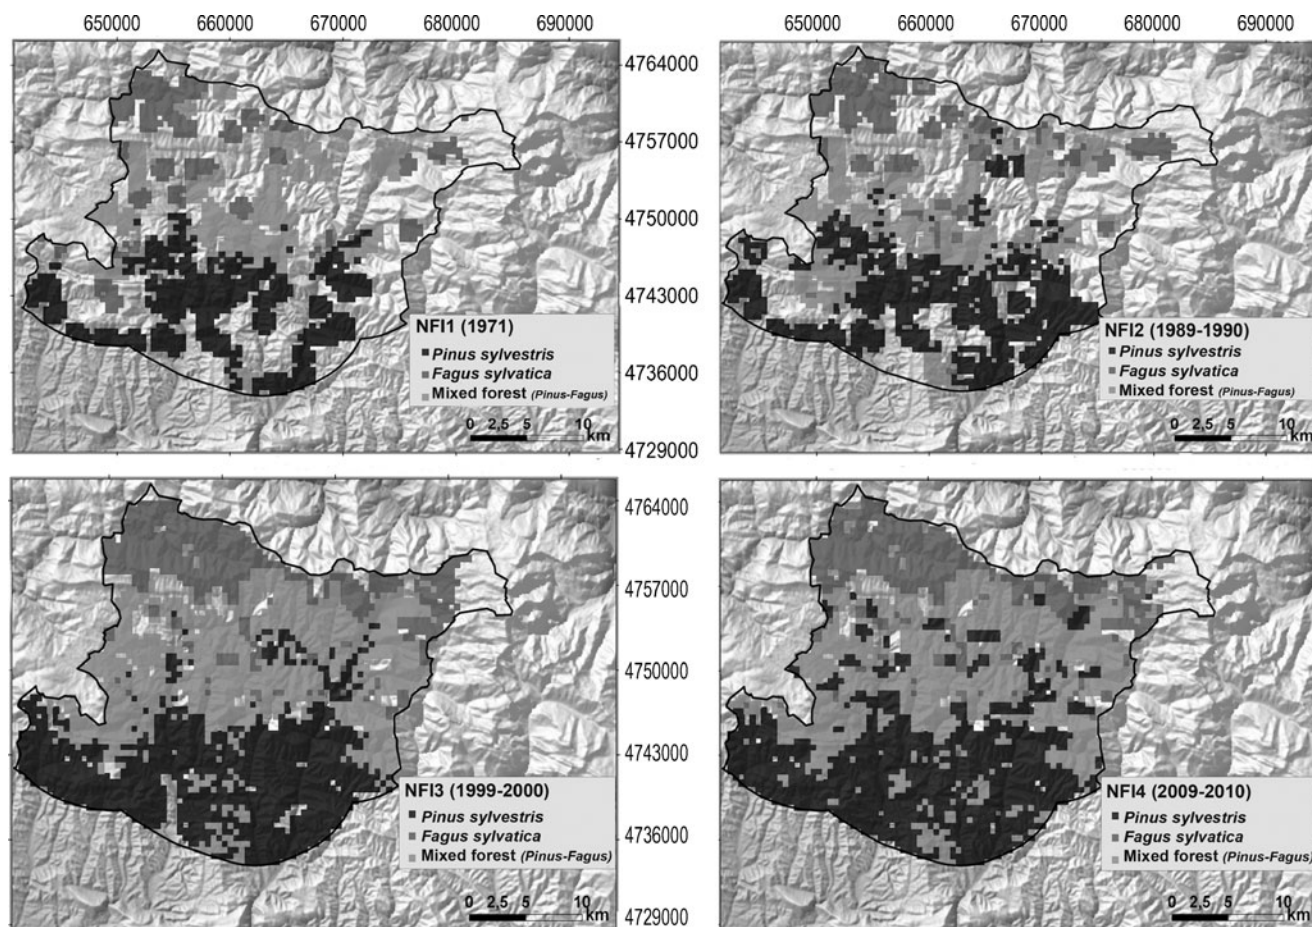 650000 660000 670000 680000 690000
650000 660000 670000 680000 690000
4764000
4757000
4750000
4743000
4736000
4729000
NFI1 (1971)
Pinus sylvestris
Fagus sylvatica
Mixed forest (Pinus-Fagus)
0 2,5 5 10
km
NFI2 (1989-1990)
Pinus sylvestris
Fagus sylvatica
Mixed forest (Pinus-Fagus)
0 2,5 5 10
km
4764000
4757000
4750000
4743000
4736000
4729000
NFI3 (1999-2000)
Pinus sylvestris
Fagus sylvatica
Mixed forest (Pinus-Fagus)
0 2,5 5 10
km
NFI4 (2009-2010)
Pinus sylvestris
Fagus sylvatica
Mixed forest (Pinus-Fagus)
0 2,5 5 10
km